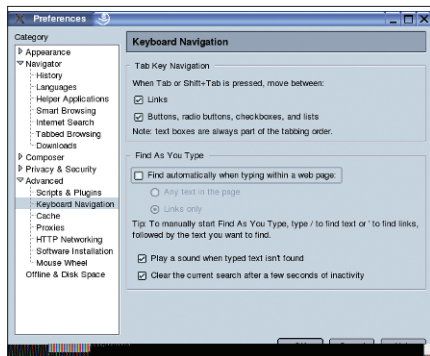 Preferences
Category
Appearance
Navigator
History
Languages
Helper Applications
Smart Browsing
Internet Search
Tabbed Browsing
Downloads
Composer
Privacy & Security
Advanced
Scripts & Plugins
Keyboard Navigation
Cache
Proxies
HTTP Networking
Software Installation
Mouse Wheel
Offline & Disk Space
Keyboard Navigation
Tab Key Navigation
When Tab or Shift+Tab is pressed, move between:
Links
Buttons, radio buttons, checkboxes, and lists
Note: text boxes are always part of the tabbing order.
Find As You Type
Find automatically when typing within a web page:
Any text in the page
Links only
Tip: To manually start Find As You Type, type / to find text or ' to find links,
followed by the text you want to find.
Play a sound when typed text isn't found
Clear the current search after a few seconds of inactivity